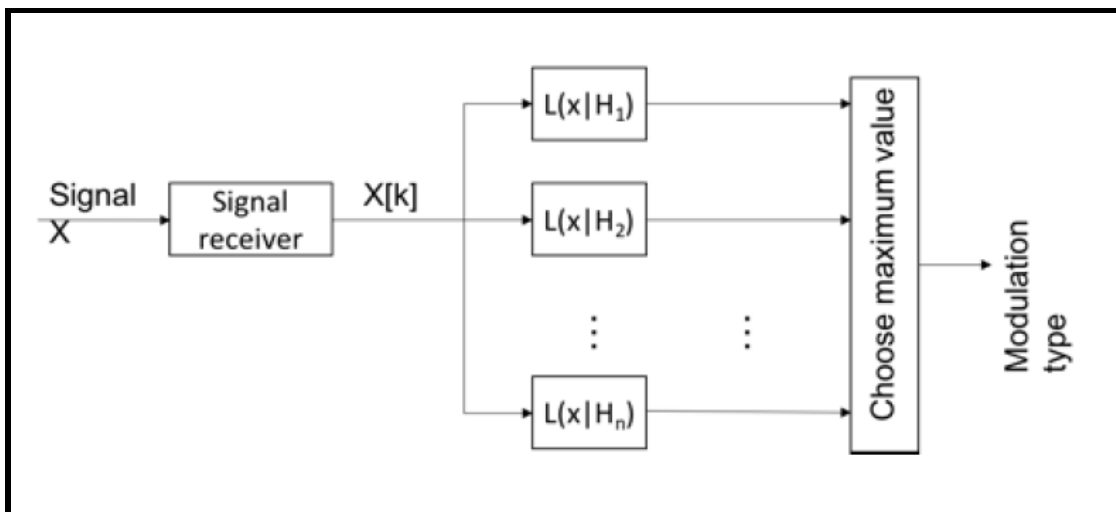 Signal
X
Signal
receiver
X[k]
L(x|H₁)
L(x|H₂)
⋮
⋮
L(x|Hₙ)
Choose maximum value
Modulation
type